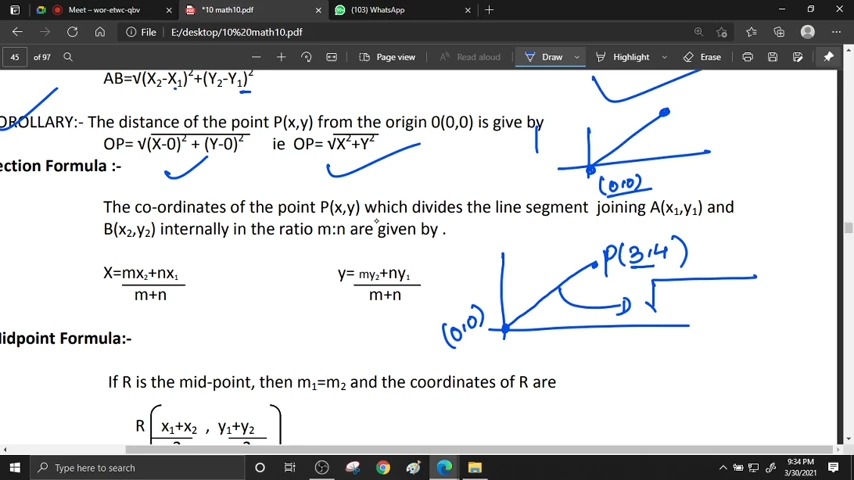 Meet – wor-etwc-qbv
*10 math10.pdf
(103) WhatsApp
File
E:/desktop/10%20math10.pdf
45 of 97
Page view
Read aloud
Draw
Highlight
Erase
AB=√(X2-X1)²+(Y2-Y1)²
OROLLARY:- The distance of the point P(x,y) from the origin 0(0,0) is give by
OP= √(X-0)² + (Y-0)² ie OP= √X²+Y²
(0,0)
ection Formula :-
The co-ordinates of the point P(x,y) which divides the line segment joining A(x₁,y₁) and
B(x₂,y₂) internally in the ratio m:n are given by .
P(3,4)
X=mx₂+nx₁ y= my₂+ny₁
m+n m+n
D √
(0,0)
idpoint Formula:-
If R is the mid-point, then m₁=m₂ and the coordinates of R are
R ( x₁+x₂ , y₁+y₂ )
Type here to search
9:34 PM
3/30/2021